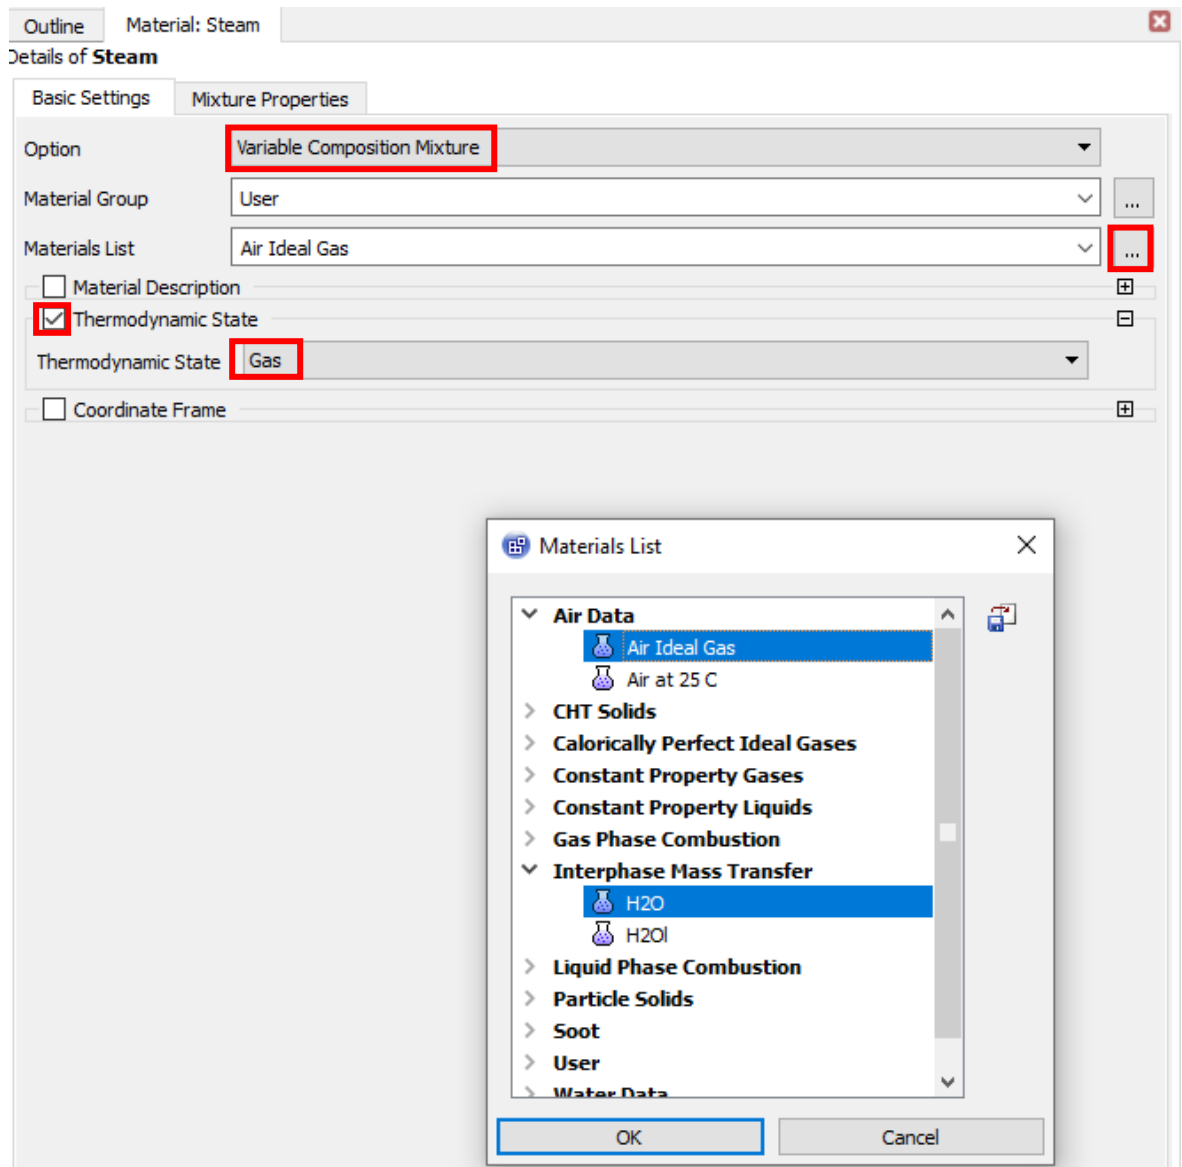 Outline Material: Steam
Details of Steam
Basic Settings Mixture Properties
Option Variable Composition Mixture
Material Group User ...
Materials List Air Ideal Gas ...
Material Description
Thermodynamic State
Thermodynamic State Gas
Coordinate Frame
Materials List
Air Data
Air Ideal Gas
Air at 25 C
CHT Solids
Calorically Perfect Ideal Gases
Constant Property Gases
Constant Property Liquids
Gas Phase Combustion
Interphase Mass Transfer
H2O
H2Ol
Liquid Phase Combustion
Particle Solids
Soot
User
Water Data
OK Cancel